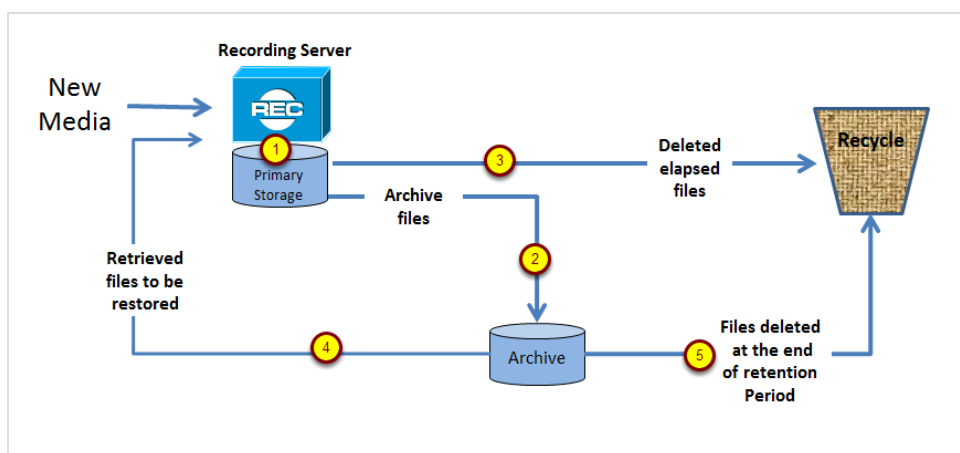 Recording Server
New
Media
REC
1
Primary
Storage
3
Deleted
elapsed
files
Recycle
Archive
files
2
Retrieved
files to be
restored
4
Archive
5
Files deleted
at the end
of retention
Period